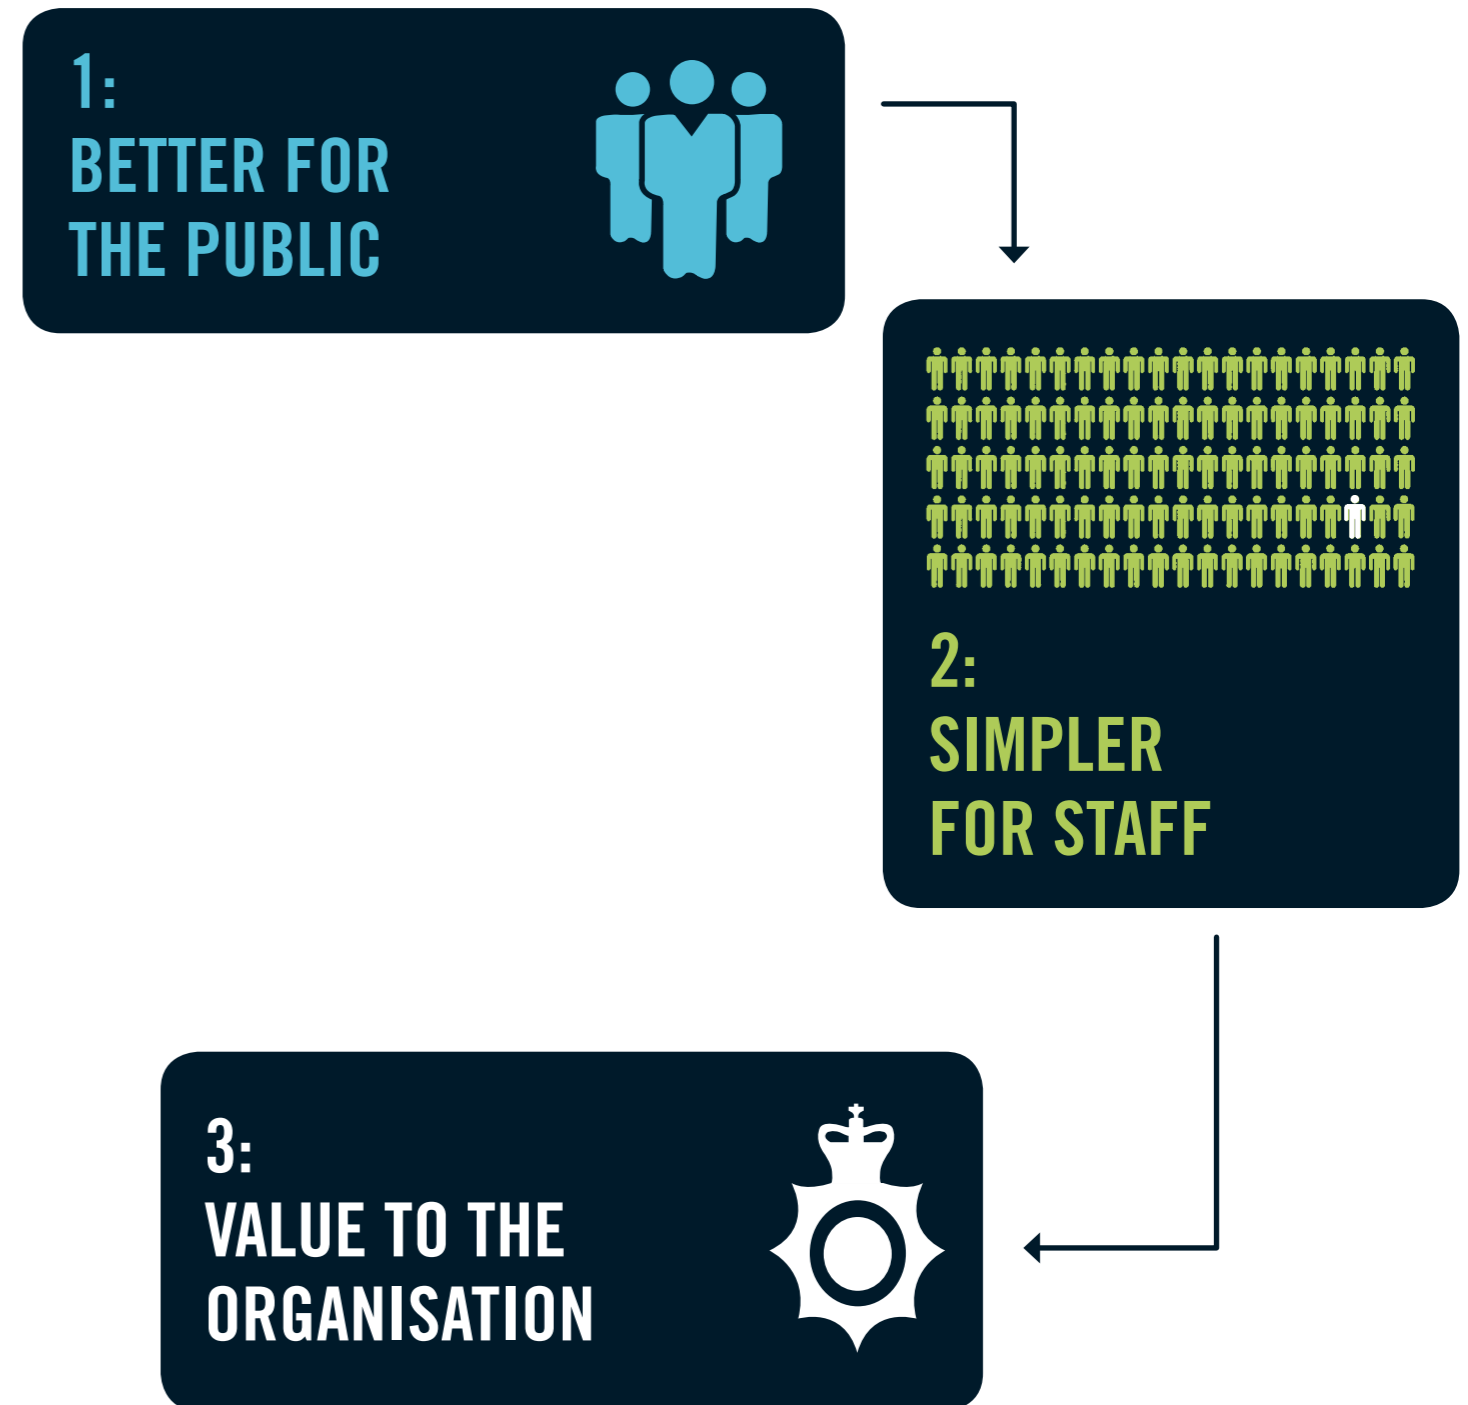 1:
BETTER FOR
THE PUBLIC
2:
SIMPLER
FOR STAFF
3:
VALUE TO THE
ORGANISATION